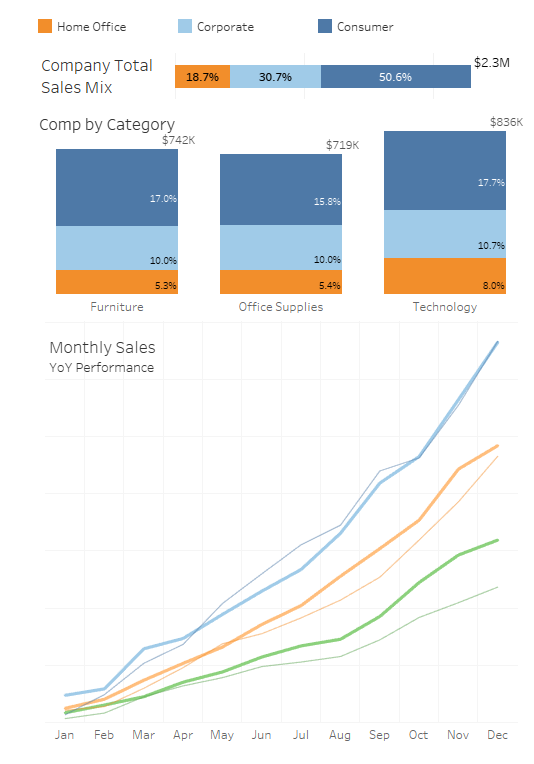 Home Office Corporate Consumer
Company Total
Sales Mix
18.7% 30.7% 50.6% $2.3M
Comp by Category
$742K $719K $836K
17.0% 15.8% 17.7%
10.0% 10.0% 10.7%
5.3% 5.4% 8.0%
Furniture Office Supplies Technology
Monthly Sales
YoY Performance
Jan Feb Mar Apr May Jun Jul Aug Sep Oct Nov Dec